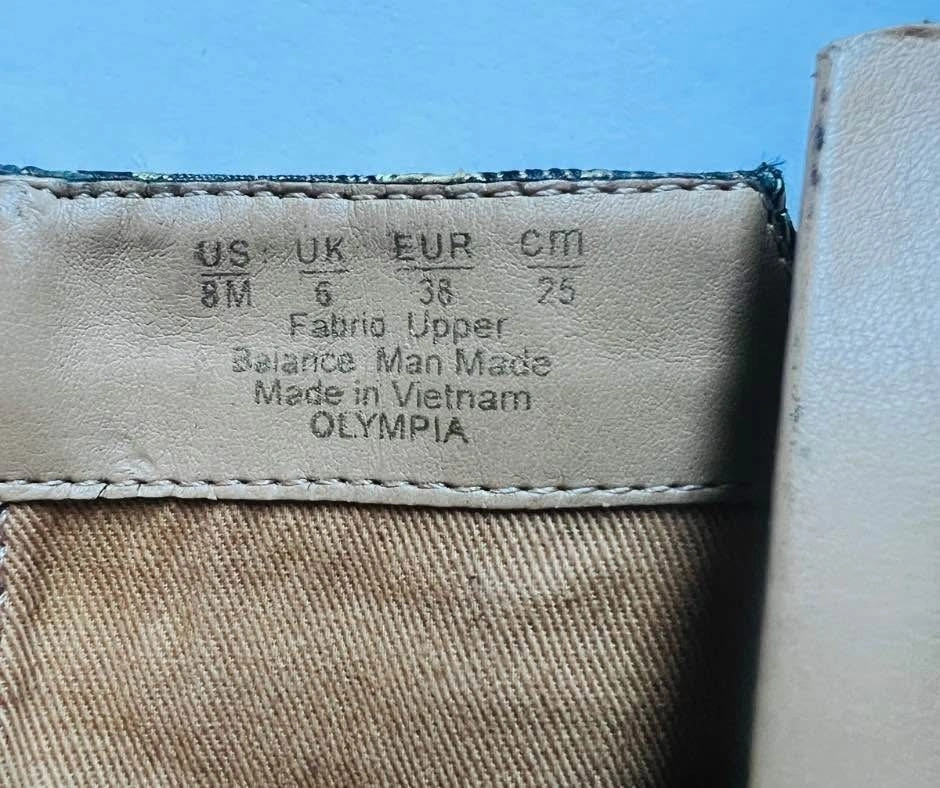 US UK EUR cm
8M 6 38 25
Fabric Upper
Balance Man Made
Made in Vietnam
OLYMPIA